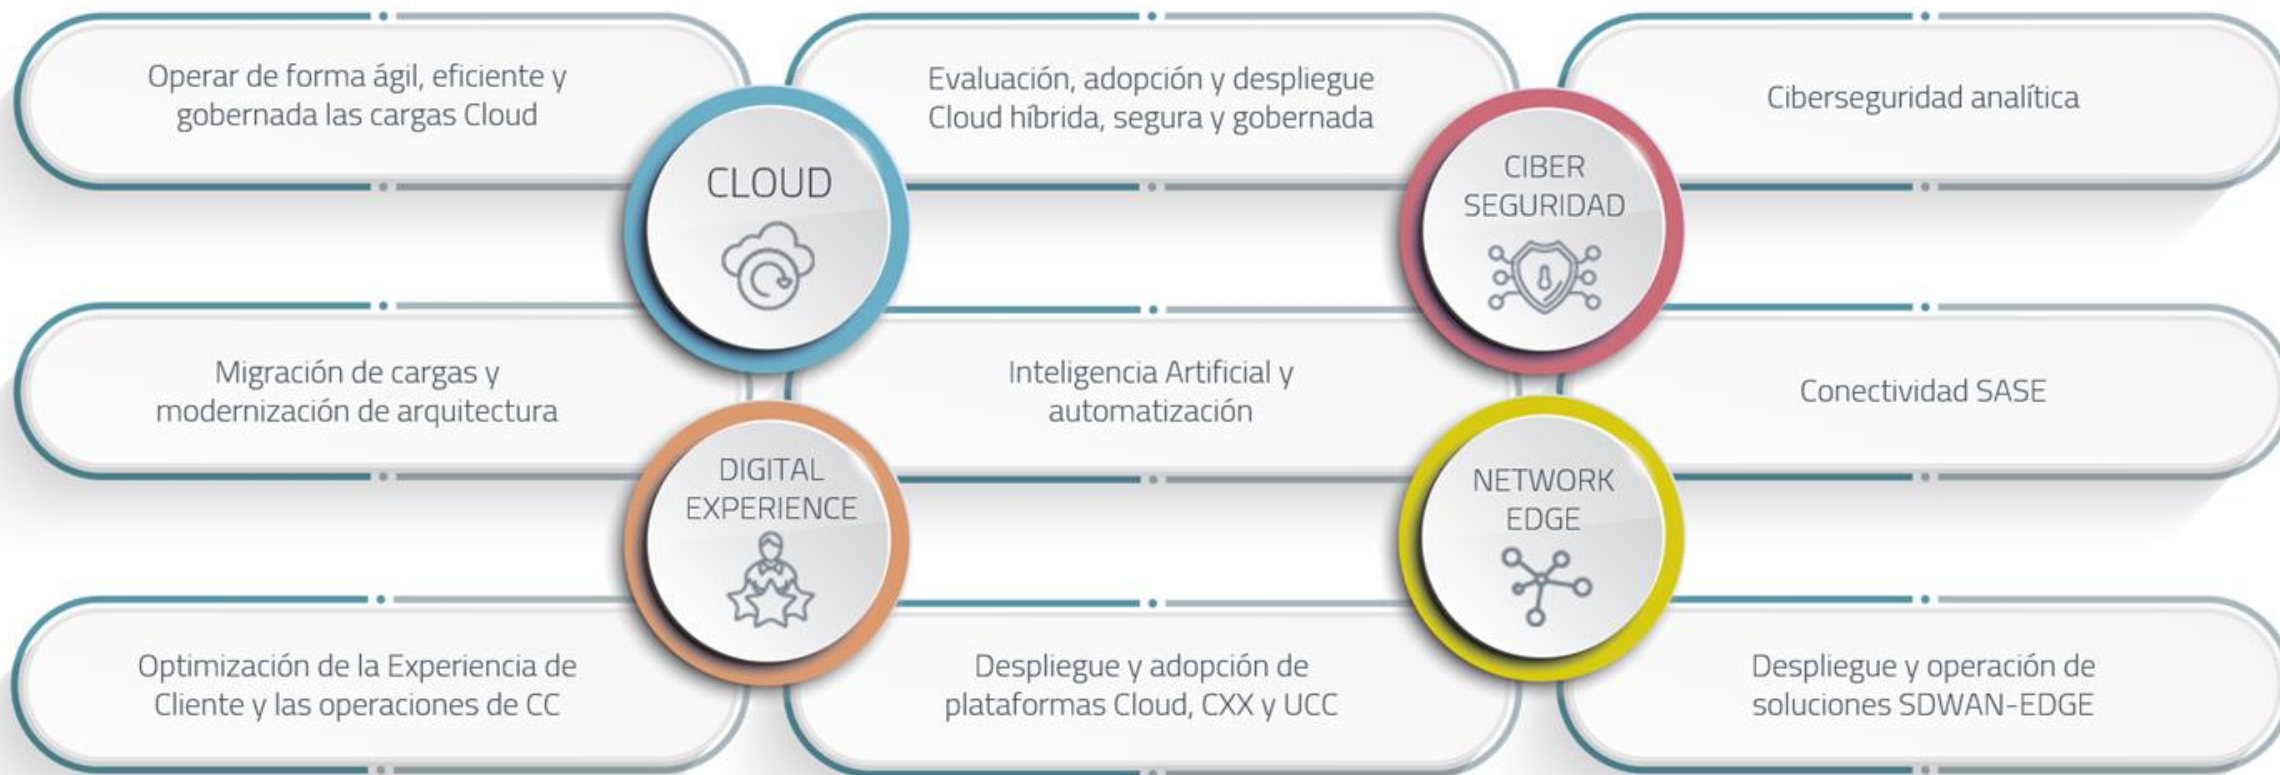 Operar de forma ágil, eficiente y
gobernada las cargas Cloud
Evaluación, adopción y despliegue
Cloud híbrida, segura y gobernada
Ciberseguridad analítica
CLOUD
CIBER
SEGURIDAD
Migración de cargas y
modernización de arquitectura
Inteligencia Artificial y
automatización
Conectividad SASE
DIGITAL
EXPERIENCE
NETWORK
EDGE
Optimización de la Experiencia de
Cliente y las operaciones de CC
Despliegue y adopción de
plataformas Cloud, CXX y UCC
Despliegue y operación de
soluciones SDWAN-EDGE